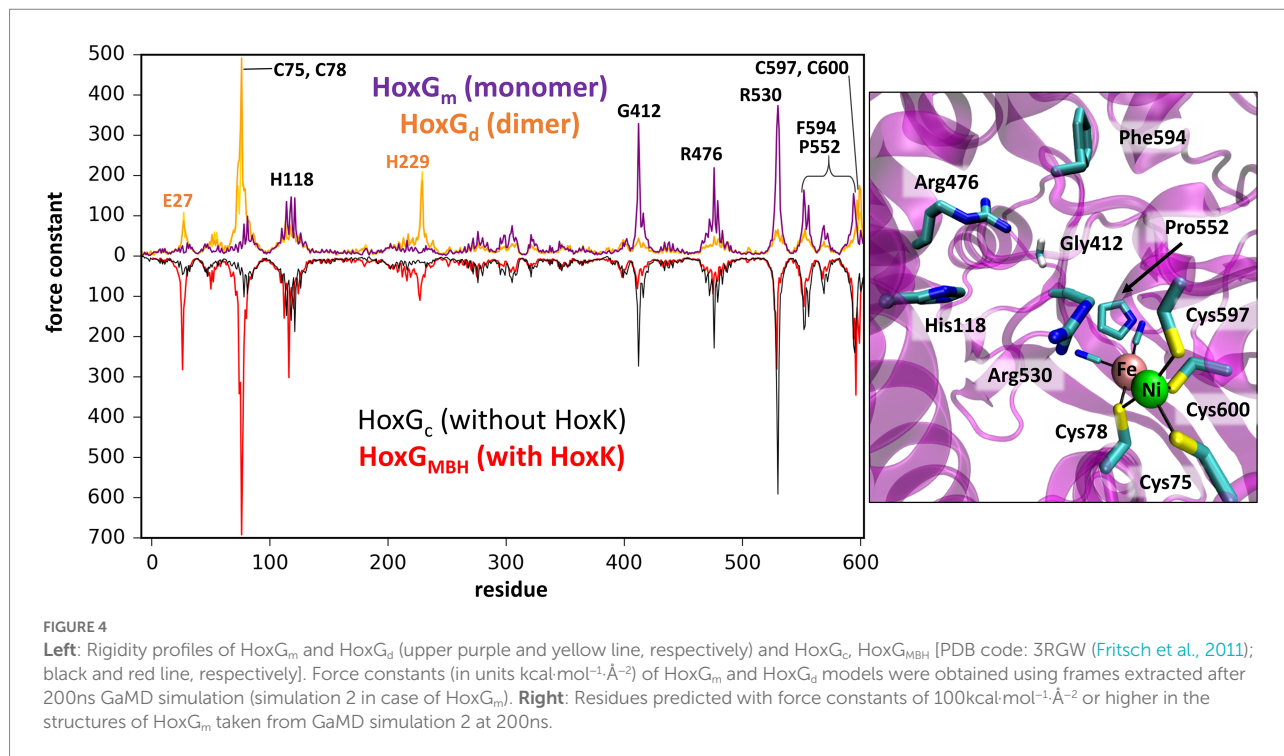 500
400
300
200
100
0
100
200
300
400
500
600
700
force constant
0
100
200
300
400
500
600
residue
C75, C78
HoxGm (monomer)
HoxGd (dimer)
E27
H118
H229
G412
R476
R530
C597, C600
F594
P552
HoxGc (without HoxK)
HoxGMBH (with HoxK)
Phe594
Arg476
Gly412
Pro552
His118
Cys597
Arg530
Fe
Ni
Cys600
Cys78
Cys75
FIGURE 4
Left: Rigidity profiles of HoxGm and HoxGd (upper purple and yellow line, respectively) and HoxGc, HoxGMBH [PDB code: 3RGW (Fritsch et al., 2011);
black and red line, respectively]. Force constants (in units kcal·mol⁻¹·Å⁻²) of HoxGm and HoxGd models were obtained using frames extracted after
200ns GaMD simulation (simulation 2 in case of HoxGm). Right: Residues predicted with force constants of 100kcal·mol⁻¹·Å⁻² or higher in the
structures of HoxGm taken from GaMD simulation 2 at 200ns.